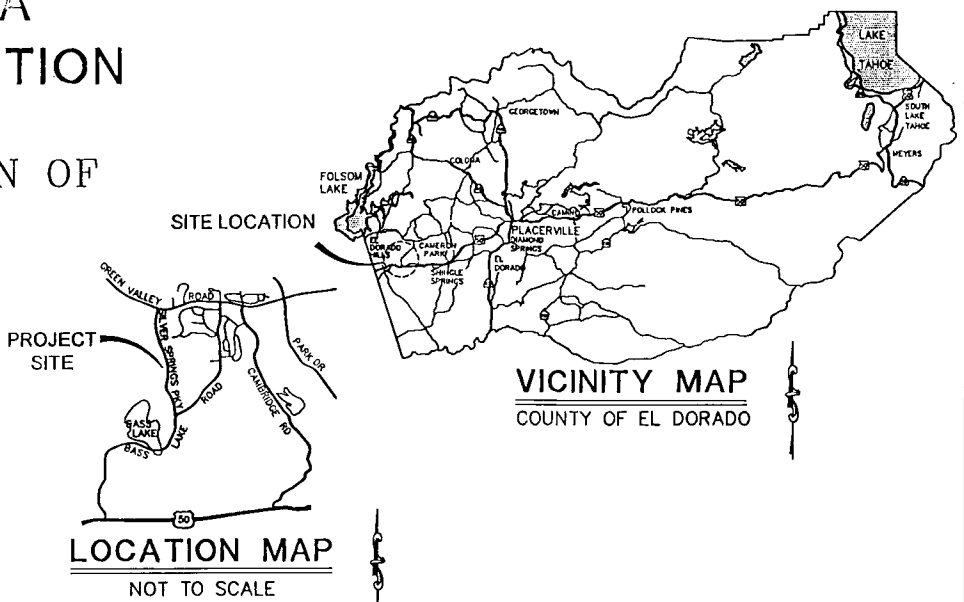 A
TION
N OF
LAKE
TAHOE
SOUTH
LAKE
TAHOE
MEYERS
GEORGETOWN
COLOMA
FOLSOM
LAKE
SITE LOCATION
EL
DORADO
HILLS
CAMERON
PARK
SHINGLE
SPRINGS
PLACERVILLE
DIAMOND
SPRINGS
EL
DORADO
CAMINO
POLLOCK PINES
VICINITY MAP
COUNTY OF EL DORADO
GREEN VALLEY ROAD
PROJECT
SITE
SILVER SPRINGS PKY
PARK DR
CAMBRIDGE RD
BASS
LAKE
BASS LAKE ROAD
50
LOCATION MAP
NOT TO SCALE